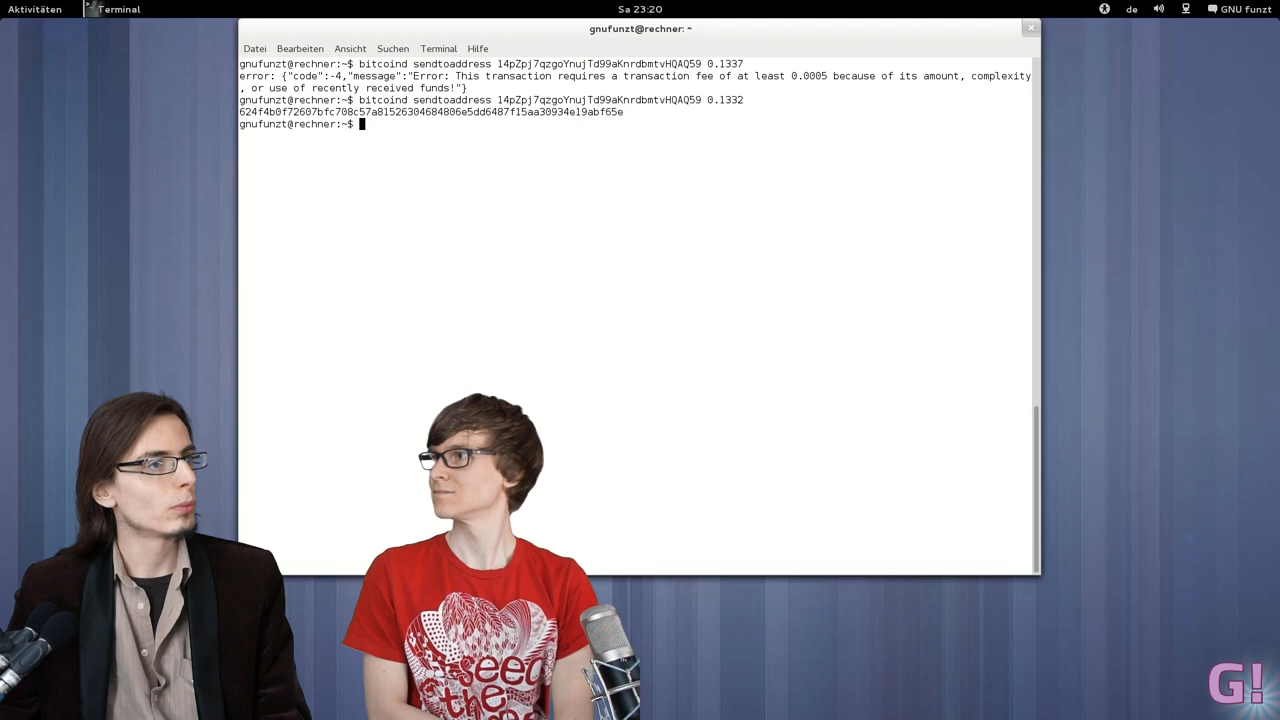 Aktivitäten Terminal Sa 23:20 de GNU funzt
gnufunzt@rechner: ~
Datei Bearbeiten Ansicht Suchen Terminal Hilfe
gnufunzt@rechner:~$ bitcoind sendtoaddress 14pZpj7qzgoYnujTd99aKnrdbmtvHQAQ59 0.1337
error: {"code":-4,"message":"Error: This transaction requires a transaction fee of at least 0.0005 because of its amount, complexity
, or use of recently received funds!"}
gnufunzt@rechner:~$ bitcoind sendtoaddress 14pZpj7qzgoYnujTd99aKnrdbmtvHQAQ59 0.1332
624f4b0f72607bfc708c57a81526304684806e5dd6487f15aa30934e19abf65e
gnufunzt@rechner:~$
seed
the
G!